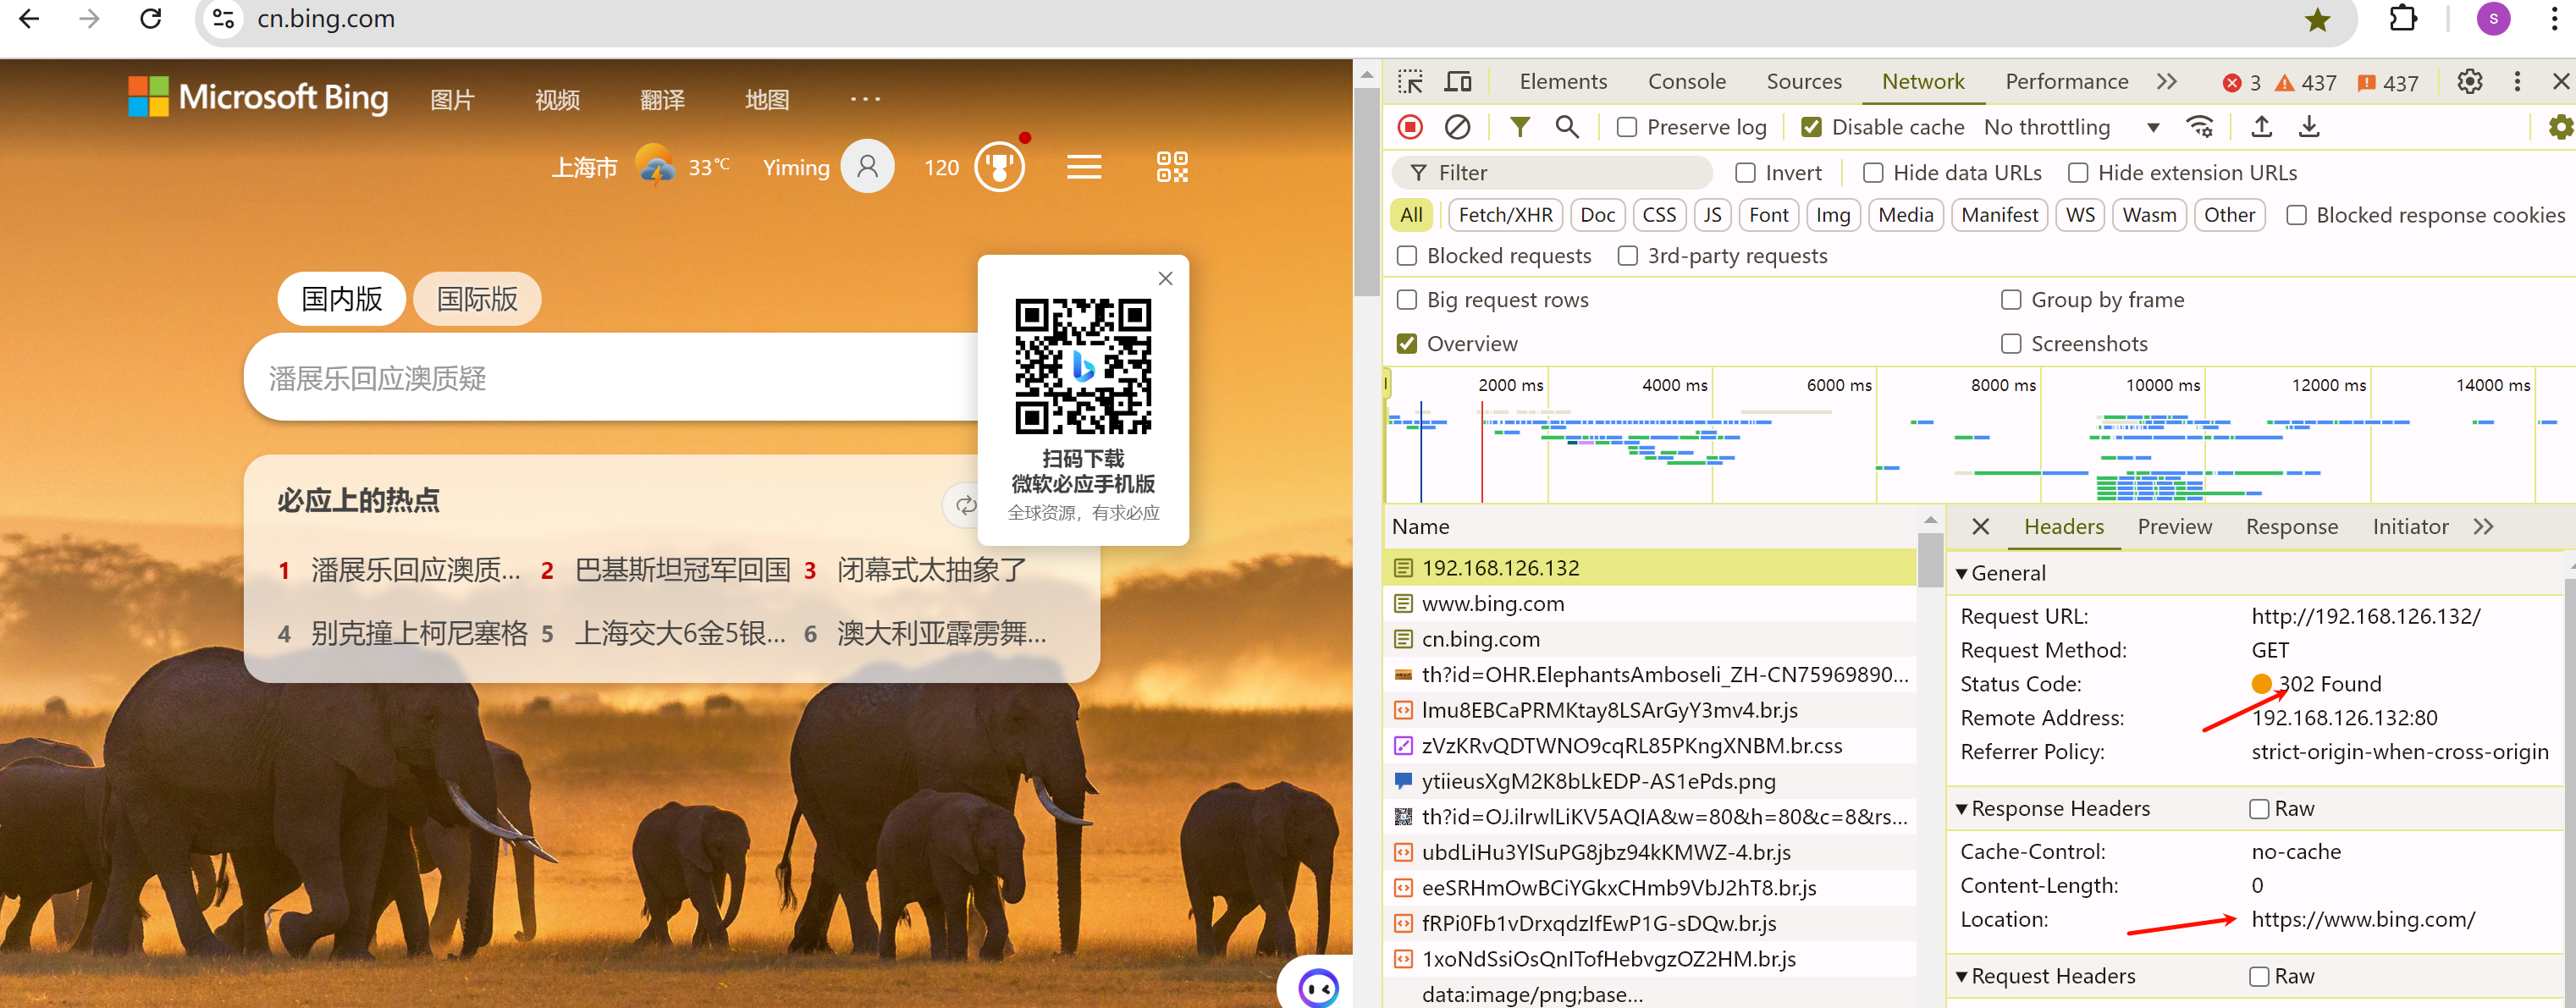 cn.bing.com
S
Microsoft Bing 图片 视频 翻译 地图 ···
上海市 33°C Yiming 120
国内版 国际版
潘展乐回应澳质疑
扫码下载
微软必应手机版
全球资源，有求必应
必应上的热点
1 潘展乐回应澳质... 2 巴基斯坦冠军回国 3 闭幕式太抽象了
4 别克撞上柯尼塞格 5 上海交大6金5银... 6 澳大利亚霹雳舞...
Elements Console Sources Network Performance 3 437 437
Preserve log Disable cache No throttling
Filter Invert Hide data URLs Hide extension URLs
All Fetch/XHR Doc CSS JS Font Img Media Manifest WS Wasm Other Blocked response cookies
Blocked requests 3rd-party requests
Big request rows Group by frame
Overview Screenshots
2000 ms 4000 ms 6000 ms 8000 ms 10000 ms 12000 ms 14000 ms
Name
192.168.126.132
www.bing.com
cn.bing.com
th?id=OHR.ElephantsAmboseli_ZH-CN75969890...
lmu8EBCaPRMKtay8LSArGyY3mv4.br.js
zVzKRvQDTWNO9cqRL85PKngXNBM.br.css
ytiieusXgM2K8bLkEDP-AS1ePds.png
th?id=OJ.ilrwlLiKV5AQIA&w=80&h=80&c=8&rs...
ubdLiHu3YlSuPG8jbz94kKMWZ-4.br.js
eeSRHmOwBCiYGkxCHmb9VbJ2hT8.br.js
fRPi0Fb1vDrxqdzIfEwP1G-sDQw.br.js
1xoNdSsiOsQnITofHebvgzOZ2HM.br.js
data:image/png;base...
Headers Preview Response Initiator
General
Request URL: http://192.168.126.132/
Request Method: GET
Status Code: 302 Found
Remote Address: 192.168.126.132:80
Referrer Policy: strict-origin-when-cross-origin
Response Headers Raw
Cache-Control: no-cache
Content-Length: 0
Location: https://www.bing.com/
Request Headers Raw